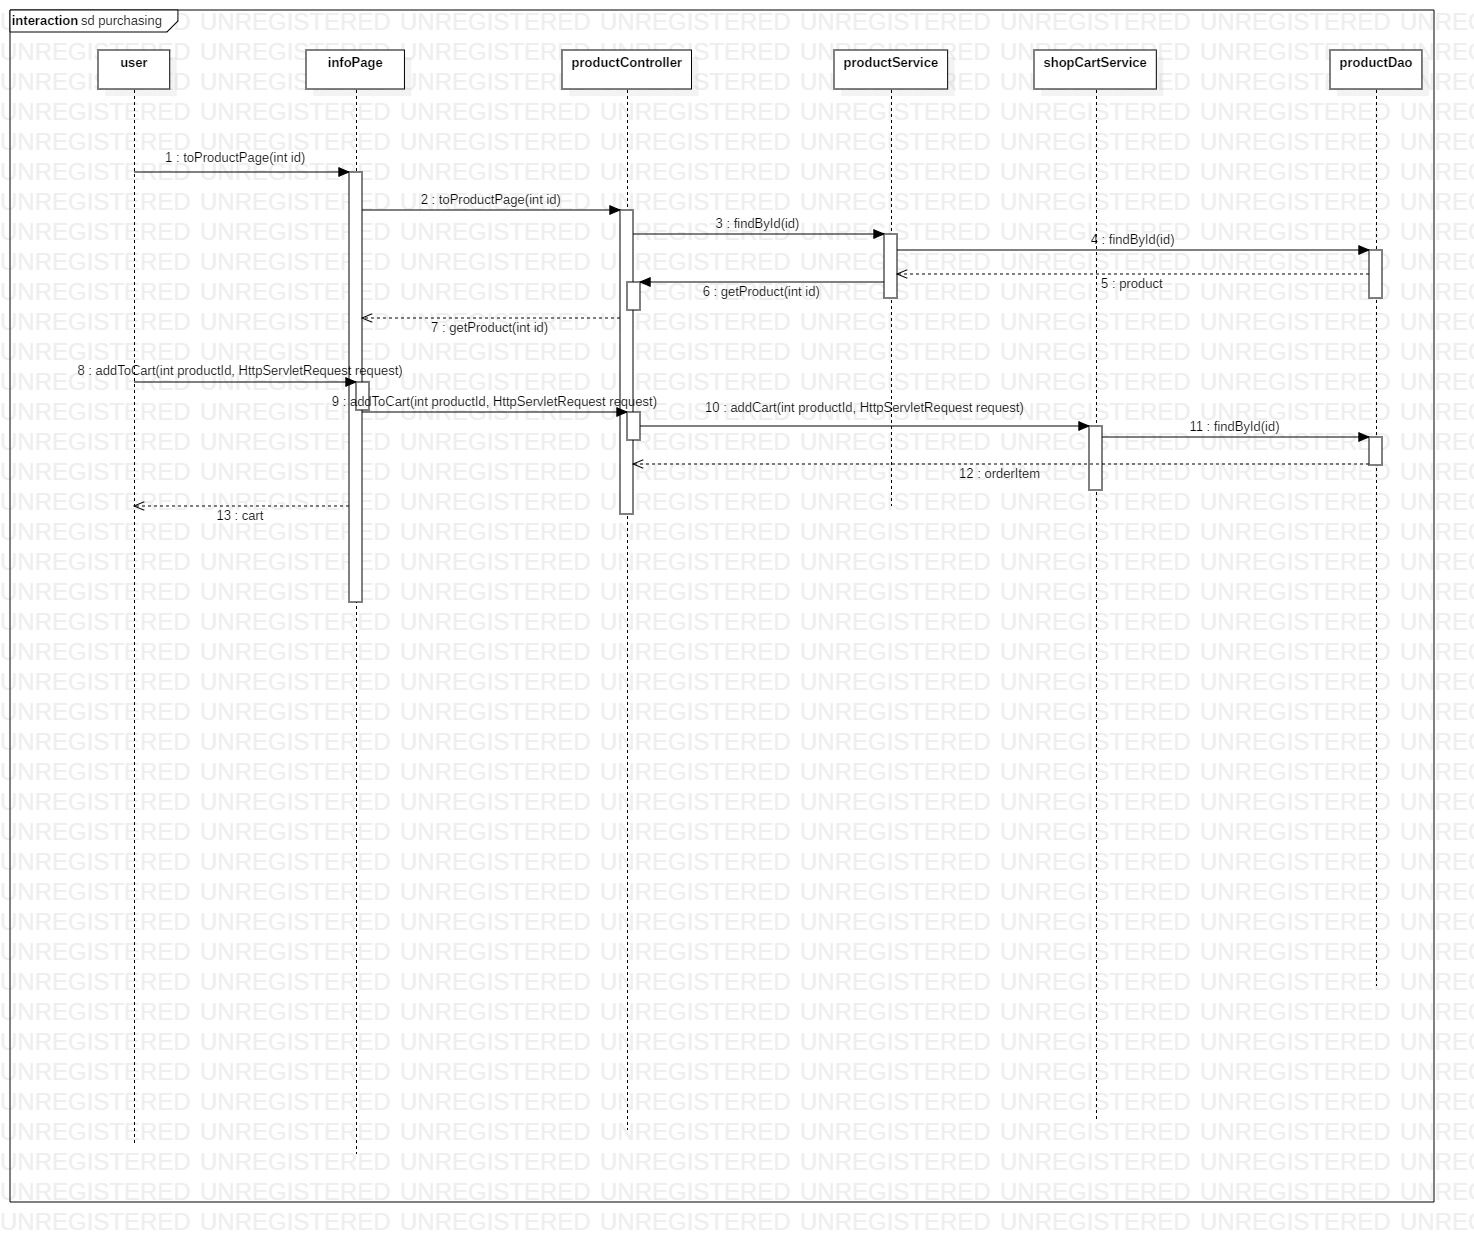 interaction sd purchasing
user
infoPage
productController
productService
shopCartService
productDao
1 : toProductPage(int id)
2 : toProductPage(int id)
3 : findById(id)
4 : findById(id)
5 : product
6 : getProduct(int id)
7 : getProduct(int id)
8 : addToCart(int productId, HttpServletRequest request)
9 : addToCart(int productId, HttpServletRequest request)
10 : addCart(int productId, HttpServletRequest request)
11 : findById(id)
12 : orderItem
13 : cart
UNREGISTERED